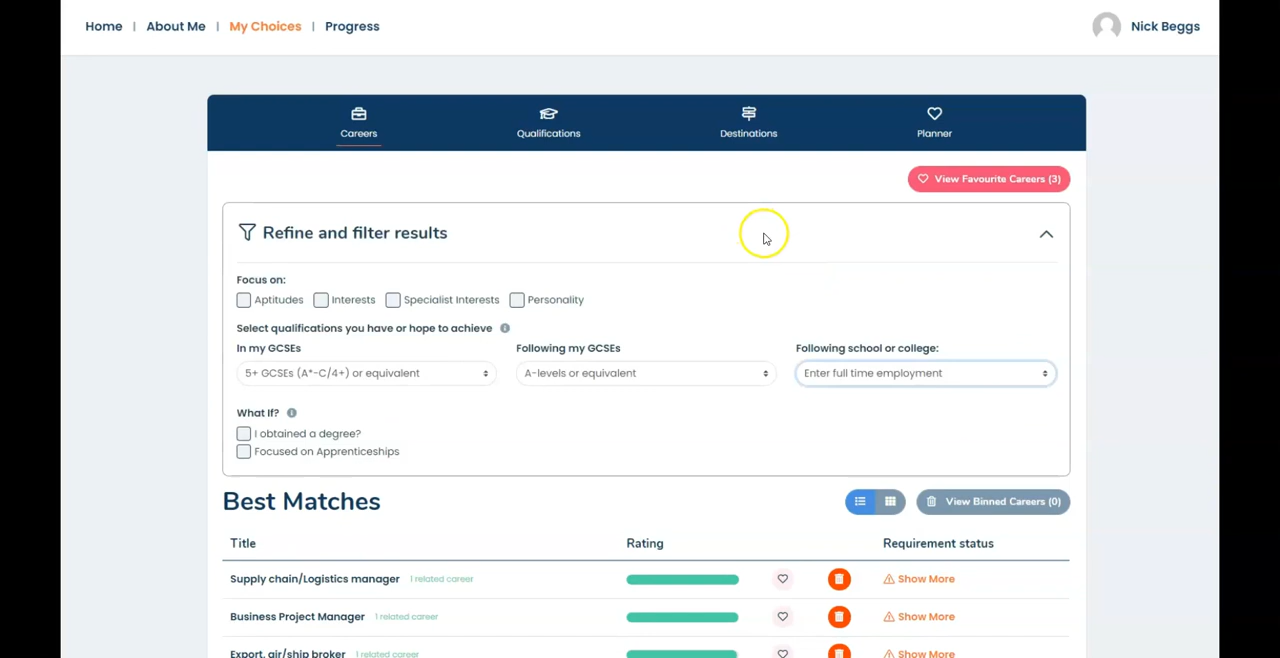 Home | About Me | My Choices | Progress
Nick Beggs
Careers
Qualifications
Destinations
Planner
View Favourite Careers (3)
Refine and filter results
Focus on:
Aptitudes Interests Specialist Interests Personality
Select qualifications you have or hope to achieve
In my GCSEs
Following my GCSEs
Following school or college:
5+ GCSEs (A*-C/4+) or equivalent
A-levels or equivalent
Enter full time employment
What If?
I obtained a degree?
Focused on Apprenticeships
Best Matches
View Binned Careers (0)
Title Rating Requirement status
Supply chain/Logistics manager 1 related career Show More
Business Project Manager 1 related career Show More
Export, air/ship broker 1 related career Show More